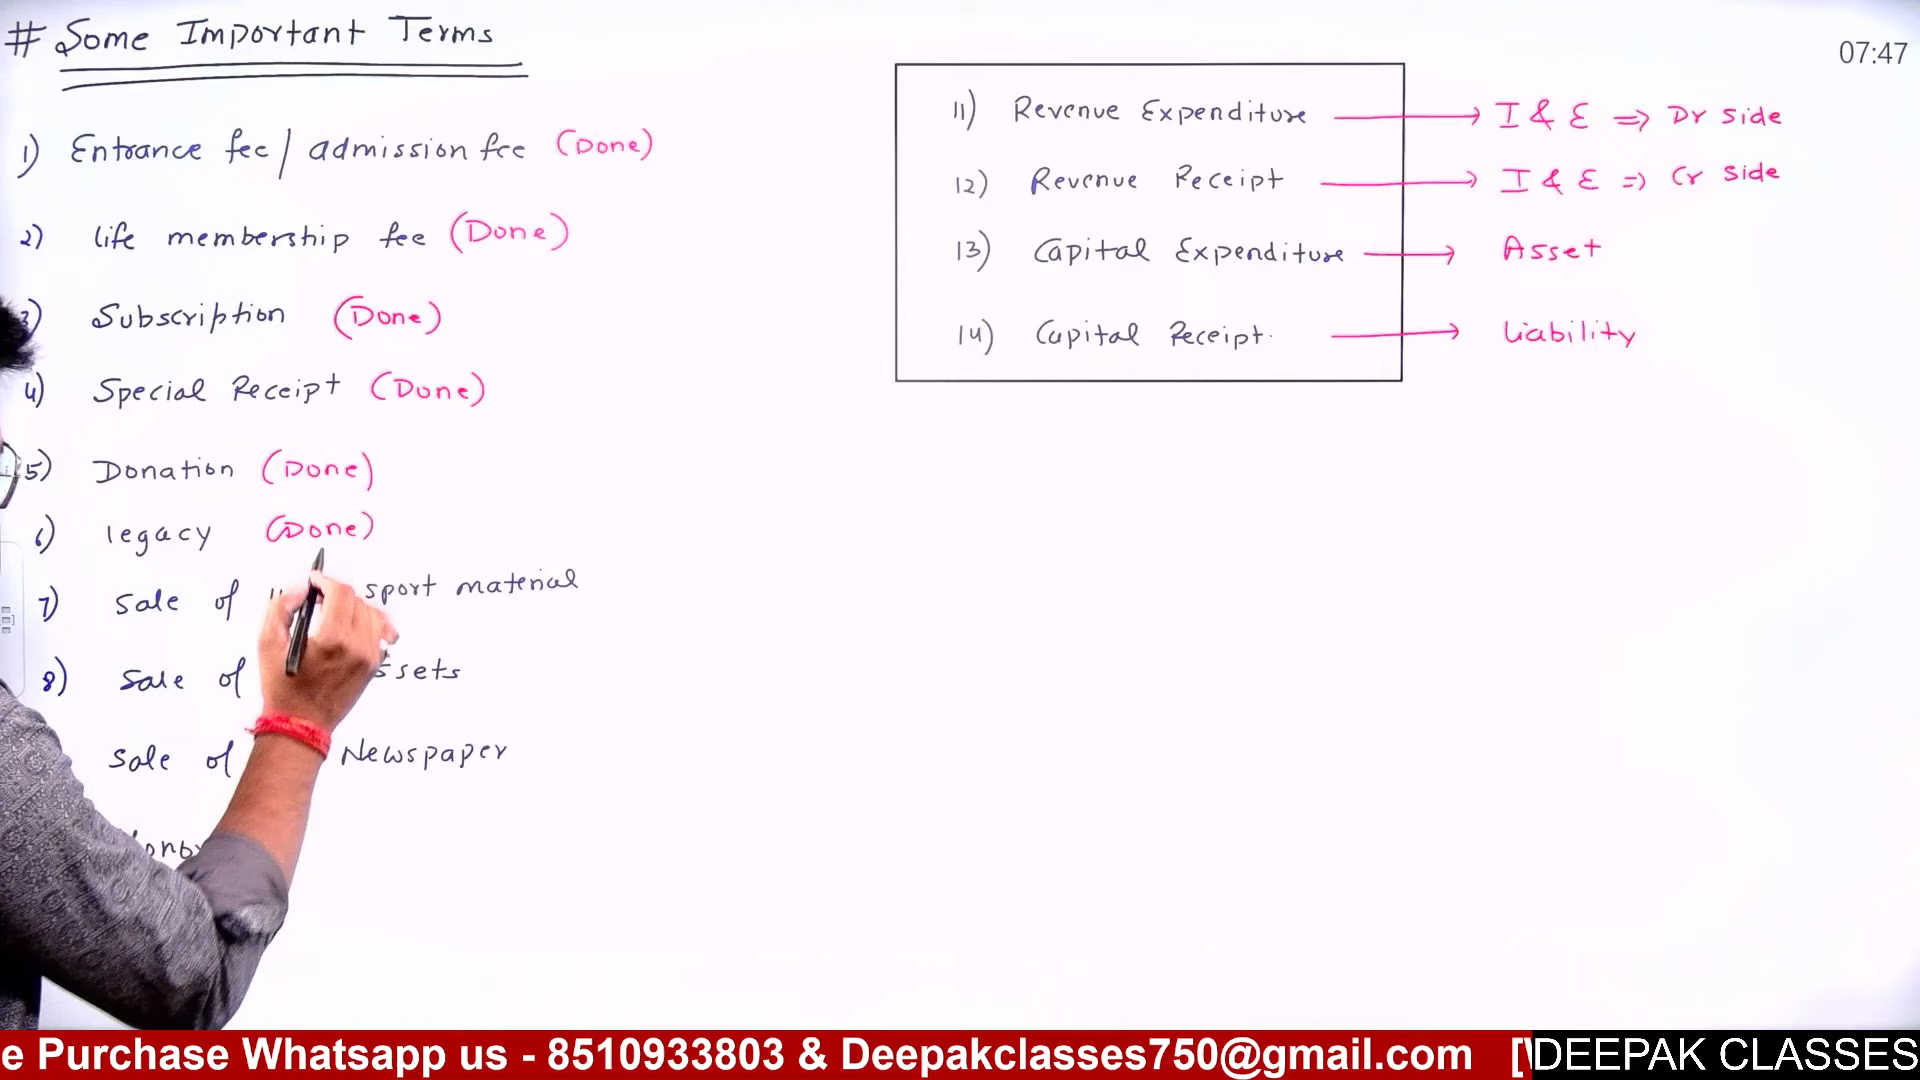 # Some Important Terms
07:47
1) Entrance fee / admission fee (Done)
2) life membership fee (Done)
3) Subscription (Done)
4) Special Receipt (Done)
5) Donation (Done)
6) legacy (Done)
7) Sale of sport material
8) Sale of ssets
Sale of Newspaper
11) Revenue Expenditure → I & E => Dr side
12) Revenue Receipt → I & E => Cr side
13) Capital Expenditure → Asset
14) Capital Receipt. → liability
e Purchase Whatsapp us - 8510933803 & Deepakclasses750@gmail.com [\
DEEPAK CLASSES